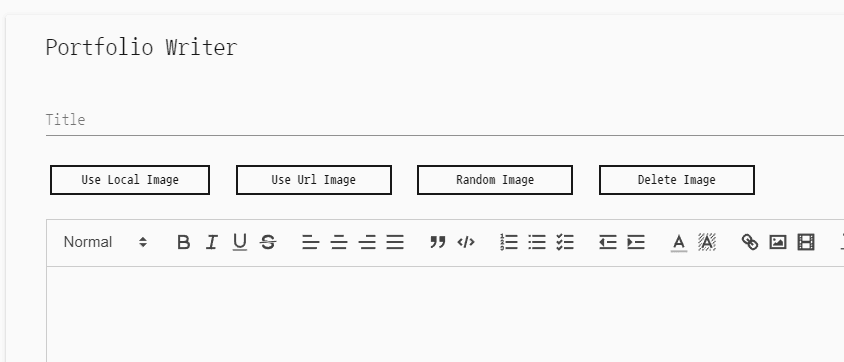 Portfolio Writer
Title
Use Local Image Use Url Image Random Image Delete Image
Normal